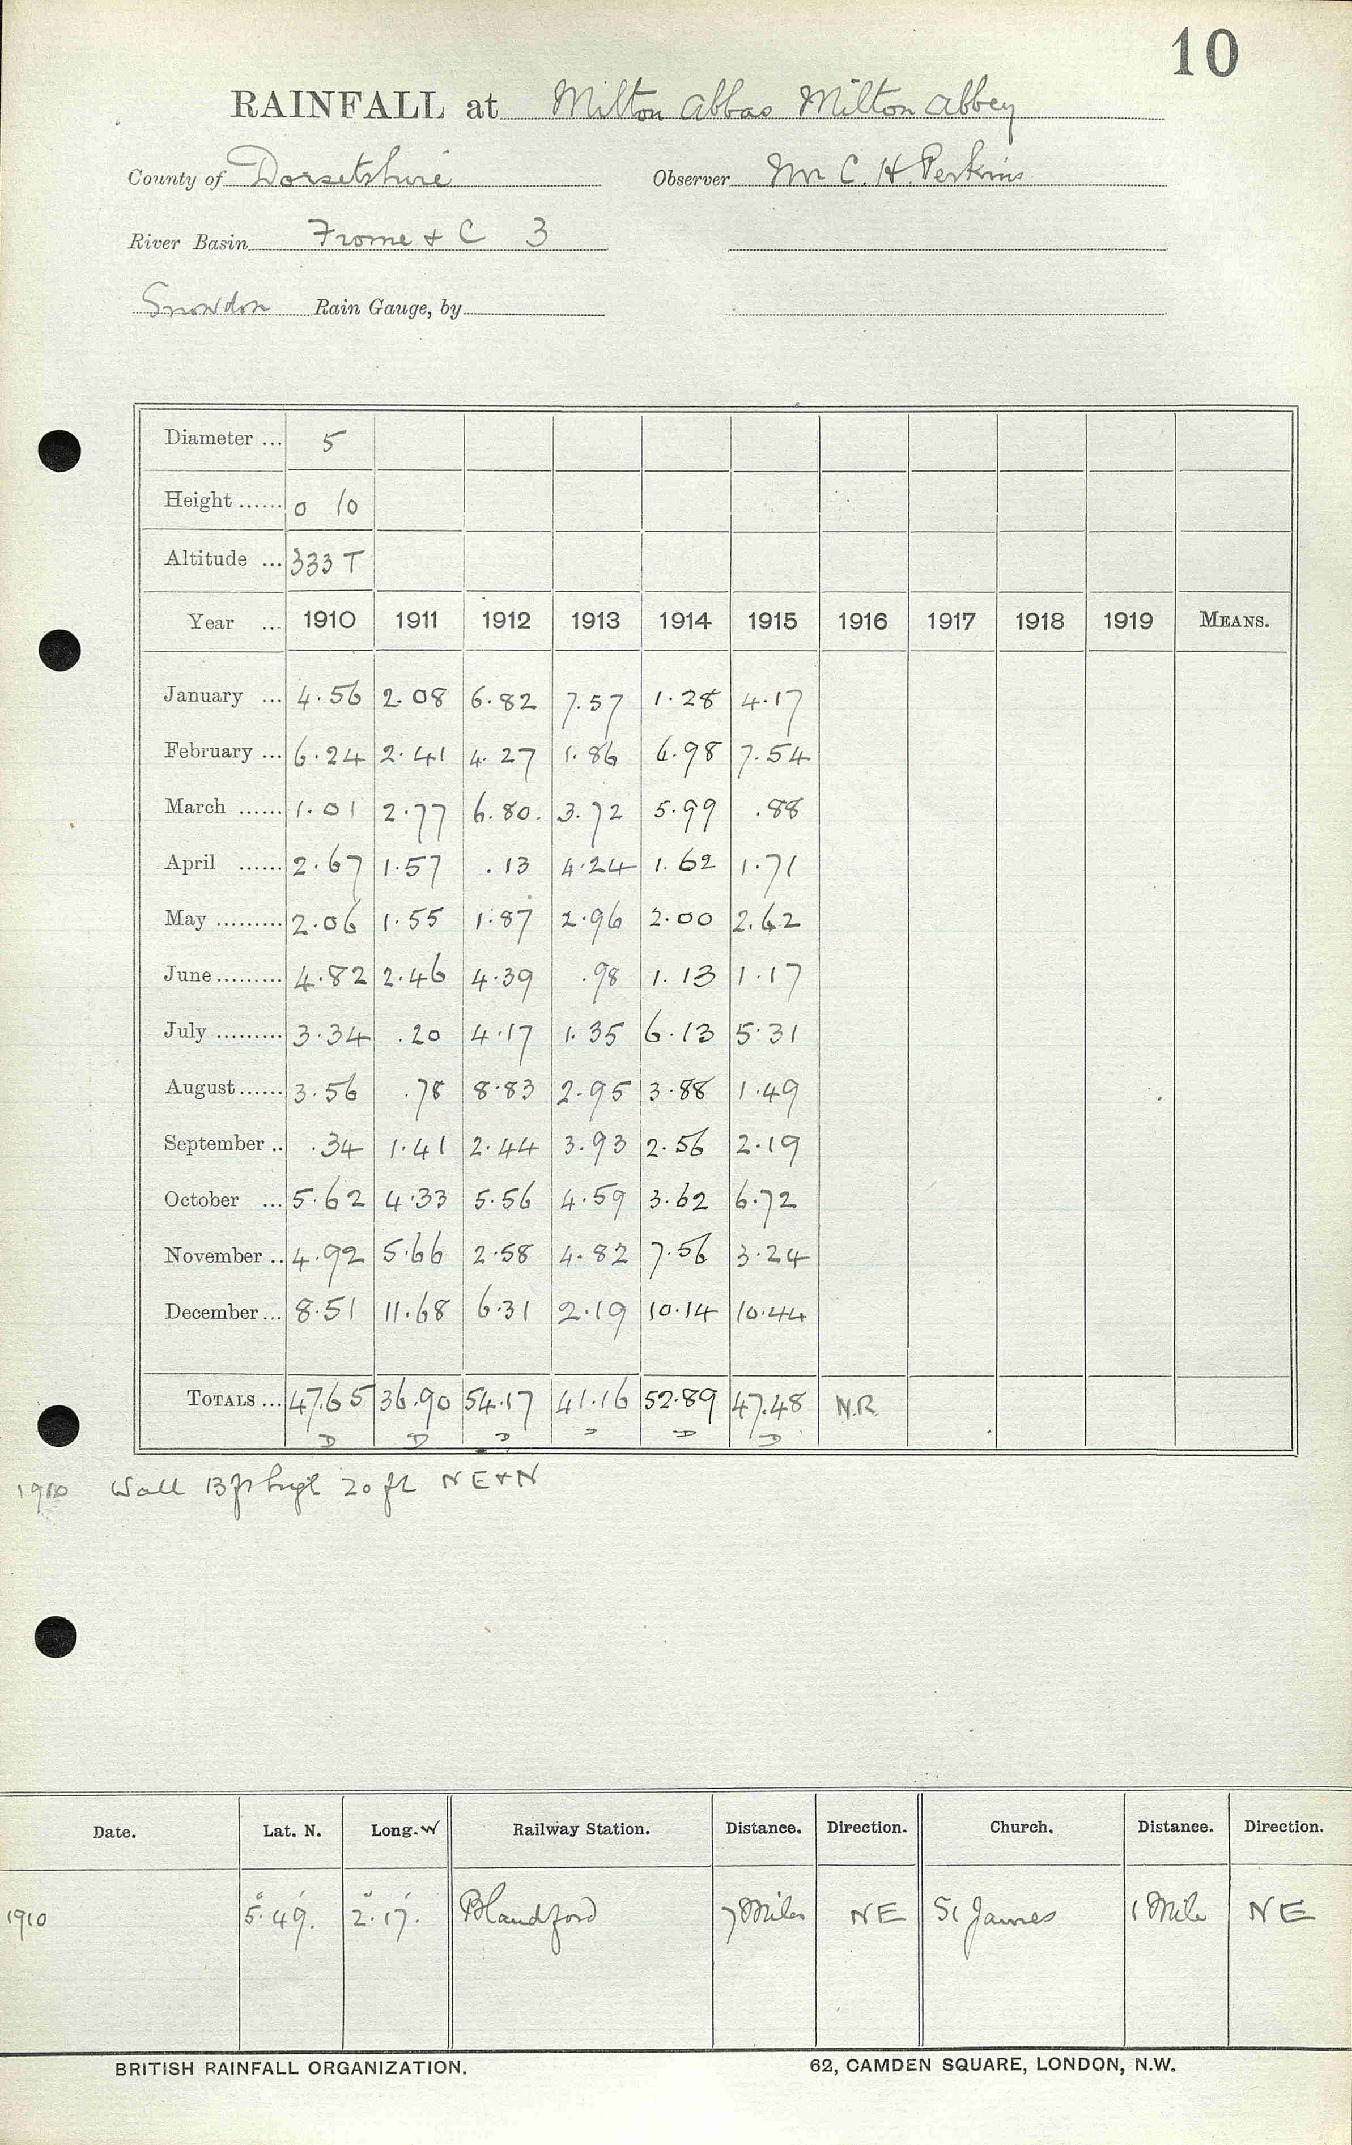 10
RAINFALL at Milton Abbas Milton Abbey
County of Dorsetshire Observer Mr C. H. Perkins
River Basin Frome & C 3
Snowdon Rain Gauge, by
Diameter ... 5
Height ...... 0 10
Altitude ... 333 T
Year ... 1910 1911 1912 1913 1914 1915 1916 1917 1918 1919 MEANS.
January ... 4.56 2.08 6.82 7.57 1.28 4.17
February ... 6.24 2.41 4.27 1.86 6.98 7.54
March ...... 1.01 2.77 6.80. 3.72 5.99 .88
April ...... 2.67 1.57 .13 4.24 1.62 1.71
May ......... 2.06 1.55 1.87 2.96 2.00 2.62
June ......... 4.82 2.46 4.39 .98 1.13 1.17
July ......... 3.34 .20 4.17 1.35 6.13 5.31
August ...... 3.56 .78 8.83 2.95 3.88 1.49
September .. .34 1.41 2.44 3.93 2.56 2.19
October ... 5.62 4.33 5.56 4.59 3.62 6.72
November .. 4.92 5.66 2.58 4.82 7.56 3.24
December ... 8.51 11.68 6.31 2.19 10.14 10.44
TOTALS ... 47.65 36.90 54.17 41.16 52.89 47.48 N.R.
D D D D D D
1910 Wall 13 ft high 20 ft N E + N
Date. Lat. N. Long. W Railway Station. Distance. Direction. Church. Distance. Direction.
1910 5°.49'. 2°.17'. Blandford 7 Miles NE St James 1 Mile NE
BRITISH RAINFALL ORGANIZATION. 62, CAMDEN SQUARE, LONDON, N.W.